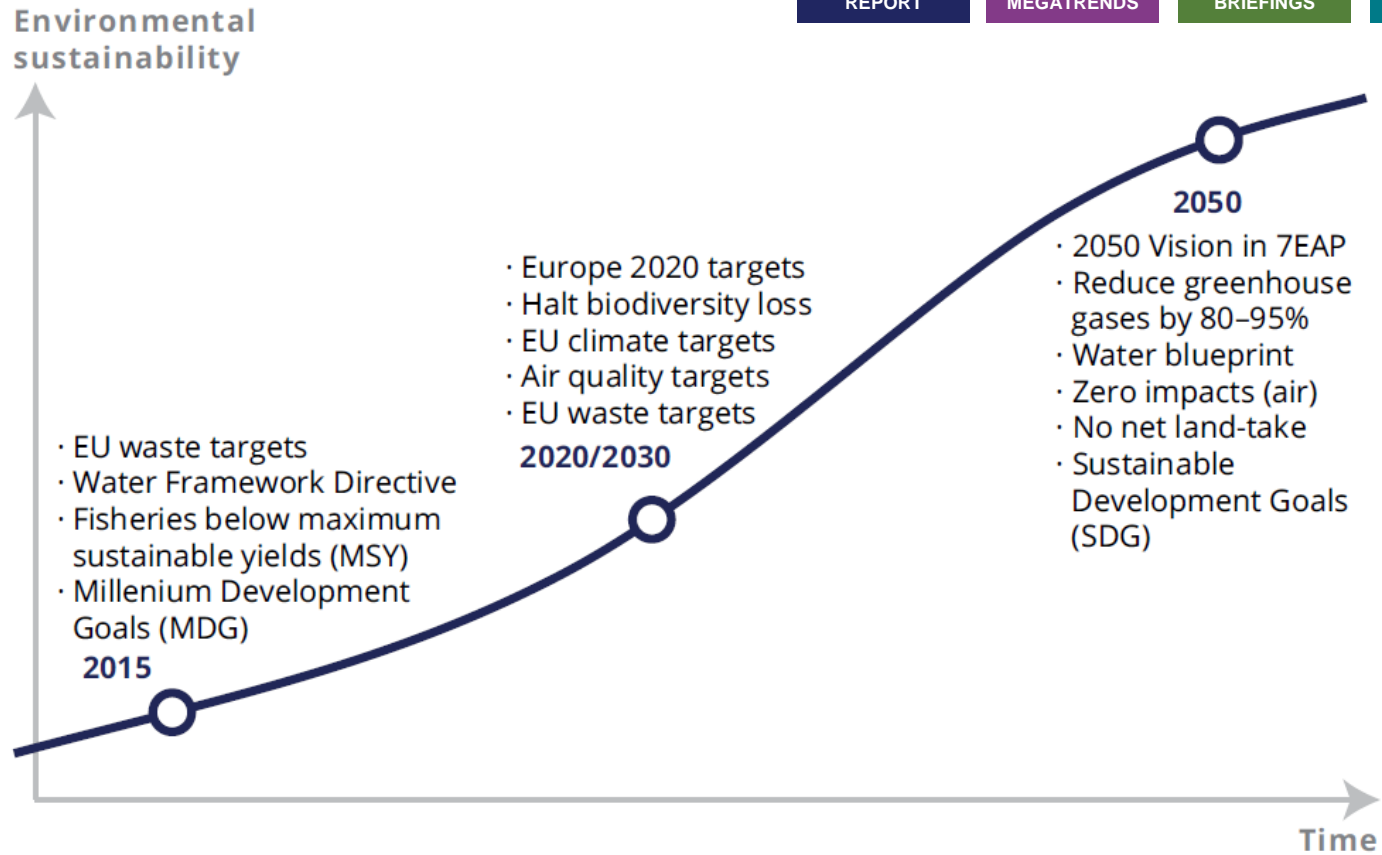 REPORT
MEGATRENDS
BRIEFINGS
Environmental
sustainability
· EU waste targets
· Water Framework Directive
· Fisheries below maximum
sustainable yields (MSY)
· Millenium Development
Goals (MDG)
2015
· Europe 2020 targets
· Halt biodiversity loss
· EU climate targets
· Air quality targets
· EU waste targets
2020/2030
2050
· 2050 Vision in 7EAP
· Reduce greenhouse
gases by 80–95%
· Water blueprint
· Zero impacts (air)
· No net land-take
· Sustainable
Development Goals
(SDG)
Time